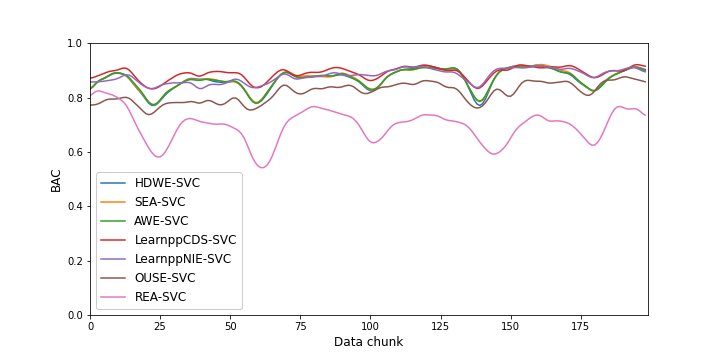 1.0
0.8
0.6
0.4
0.2
0.0
BAC
HDWE-SVC
SEA-SVC
AWE-SVC
LearnppCDS-SVC
LearnppNIE-SVC
OUSE-SVC
REA-SVC
0 25 50 75 100 125 150 175
Data chunk